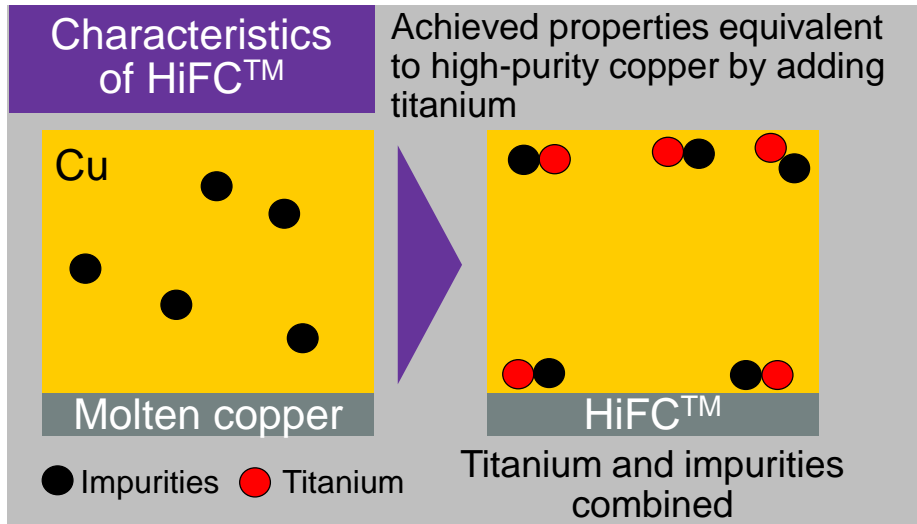 Characteristics
of HiFC™
Achieved properties equivalent
to high-purity copper by adding
titanium
Cu
Molten copper
HiFC™
Impurities
Titanium
Titanium and impurities
combined